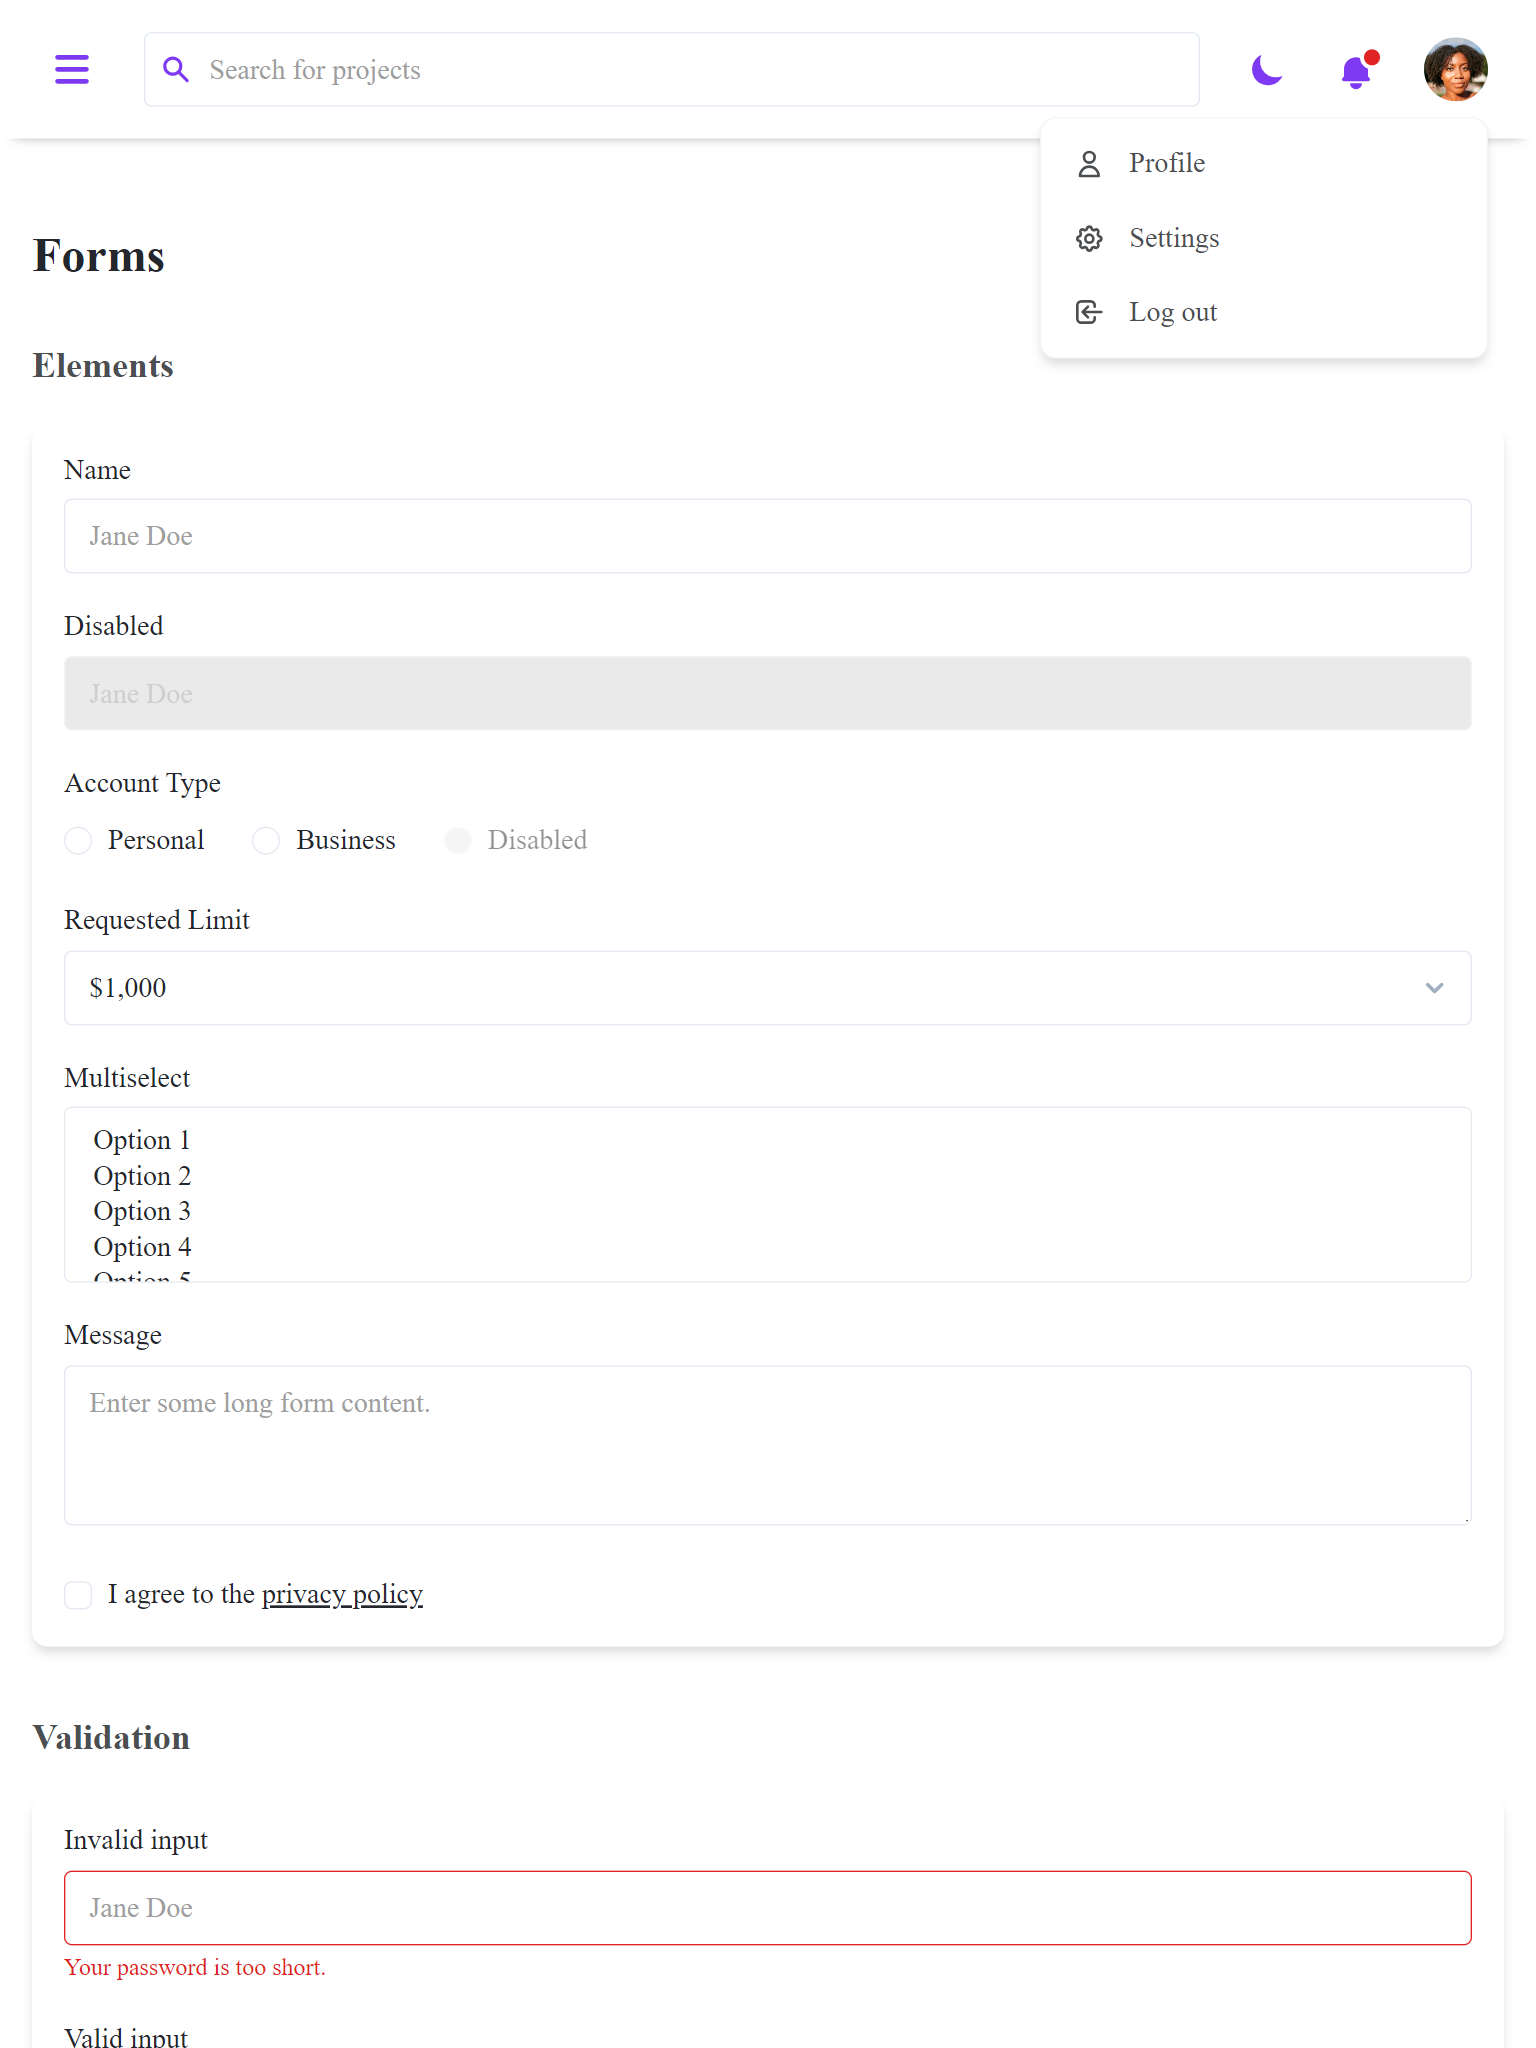 Search for projects
Profile
Settings
Log out
Forms
Elements
Name
Jane Doe
Disabled
Jane Doe
Account Type
Personal Business Disabled
Requested Limit
$1,000
Multiselect
Option 1
Option 2
Option 3
Option 4
Option 5
Message
Enter some long form content.
I agree to the privacy policy
Validation
Invalid input
Jane Doe
Your password is too short.
Valid input